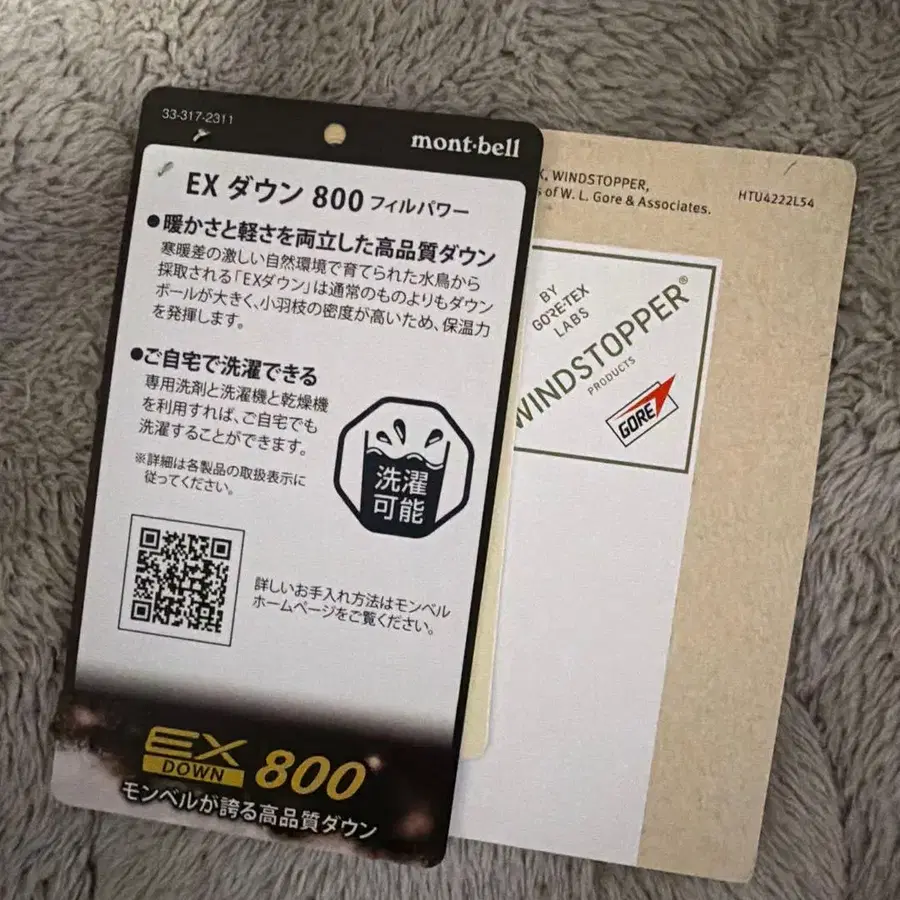 33-317-2311
mont·bell
EX ダウン 800 フィルパワー
●暖かさと軽さを両立した高品質ダウン
寒暖差の激しい自然環境で育てられた水鳥から
採取される「EXダウン」は通常のものよりもダウン
ボールが大きく、小羽枝の密度が高いため、保温力
を発揮します。
●ご自宅で洗濯できる
専用洗剤と洗濯機と乾燥機
を利用すれば、ご自宅でも
洗濯することができます。
※詳細は各製品の取扱表示に
従ってください。
洗濯
可能
詳しいお手入れ方法はモンベル
ホームページをご覧ください。
EX
DOWN
800
モンベルが誇る高品質ダウン
WINDSTOPPER,
of W. L. Gore & Associates.
HTU4222L54
BY
GORE-TEX
LABS
WINDSTOPPER®
PRODUCTS
GORE